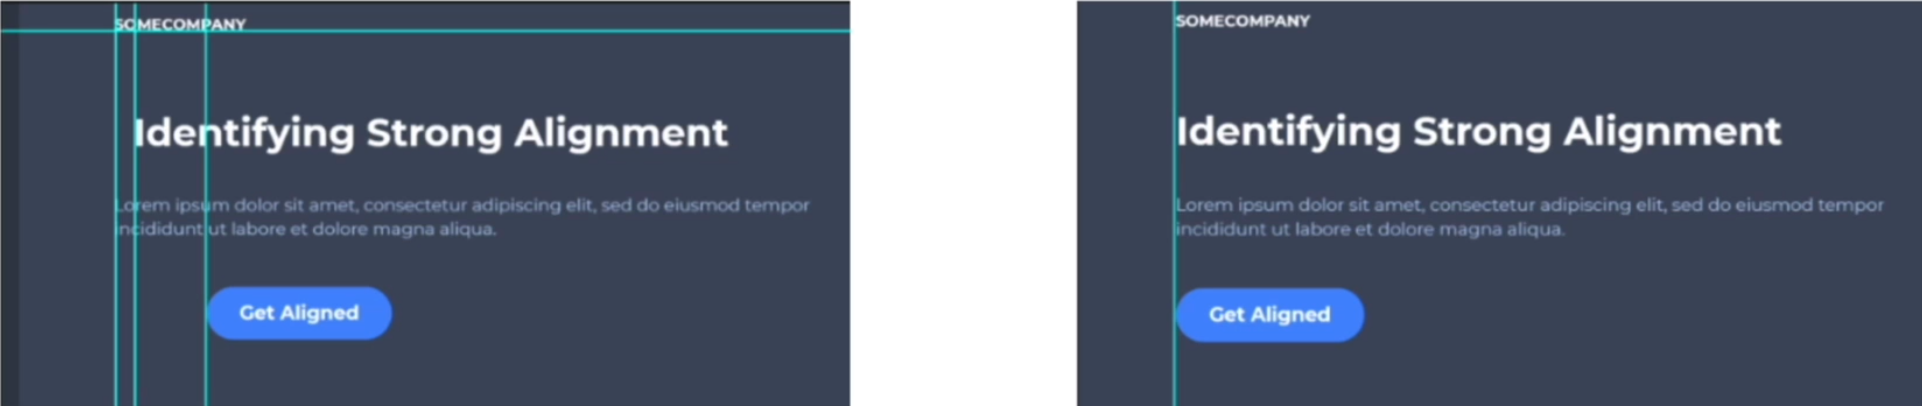 SOMECOMPANY
Identifying Strong Alignment
Lorem ipsum dolor sit amet, consectetur adipiscing elit, sed do eiusmod tempor
incididunt ut labore et dolore magna aliqua.
Get Aligned
SOMECOMPANY
Identifying Strong Alignment
Lorem ipsum dolor sit amet, consectetur adipiscing elit, sed do eiusmod tempor
incididunt ut labore et dolore magna aliqua.
Get Aligned